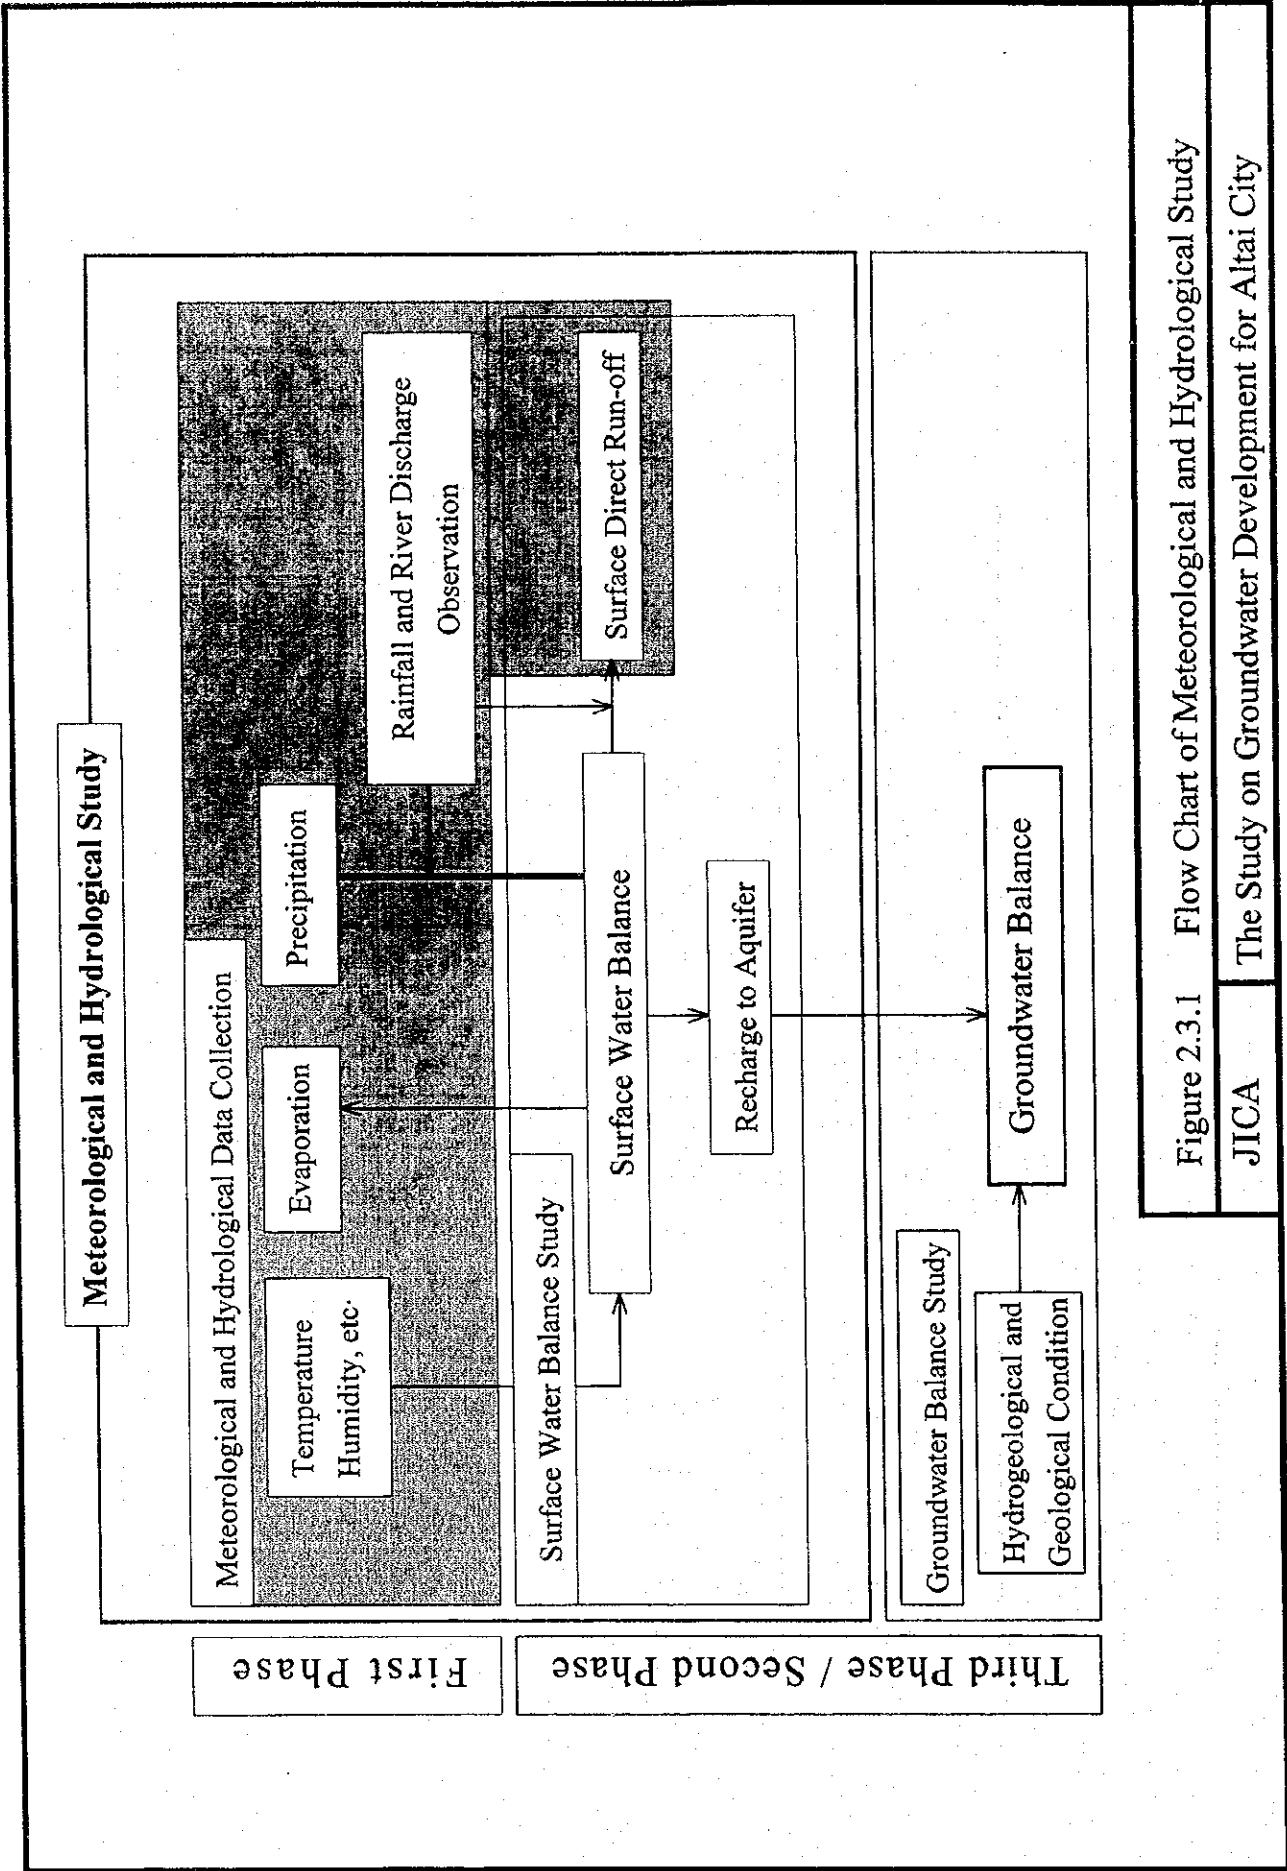 Meteorological and Hydrological Study
First Phase
Meteorological and Hydrological Data Collection
Temperature
Humidity, etc.
Evaporation
Precipitation
Rainfall and River Discharge
Observation
Third Phase / Second Phase
Surface Water Balance Study
Surface Water Balance
Surface Direct Run-off
Recharge to Aquifer
Groundwater Balance Study
Hydrogeological and
Geological Condition
Groundwater Balance
Figure 2.3.1 Flow Chart of Meteorological and Hydrological Study
JICA The Study on Groundwater Development for Altai City